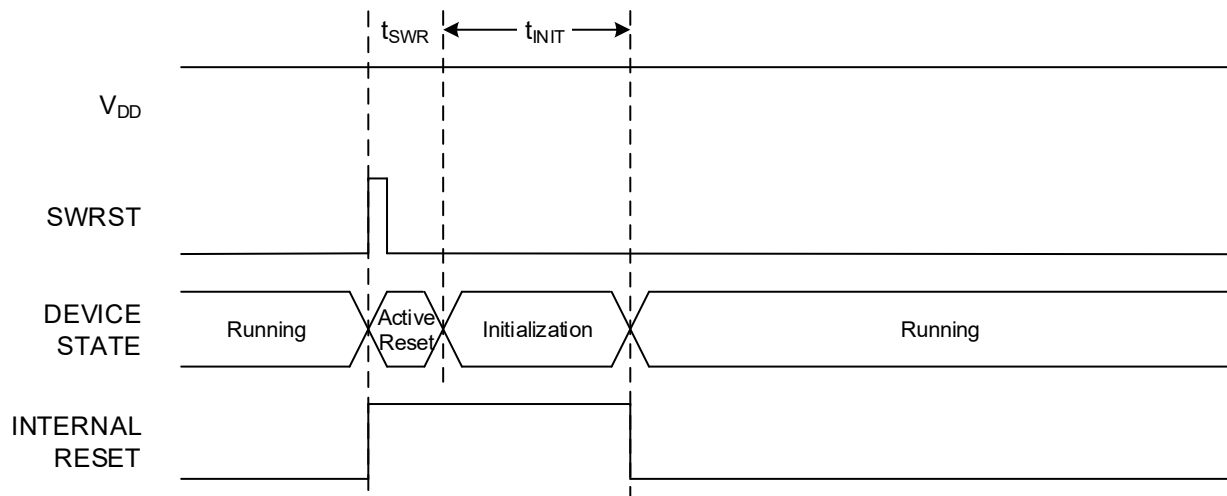 tSWR
tINIT
VDD
SWRST
DEVICE
STATE
Running
Active
Reset
Initialization
Running
INTERNAL
RESET